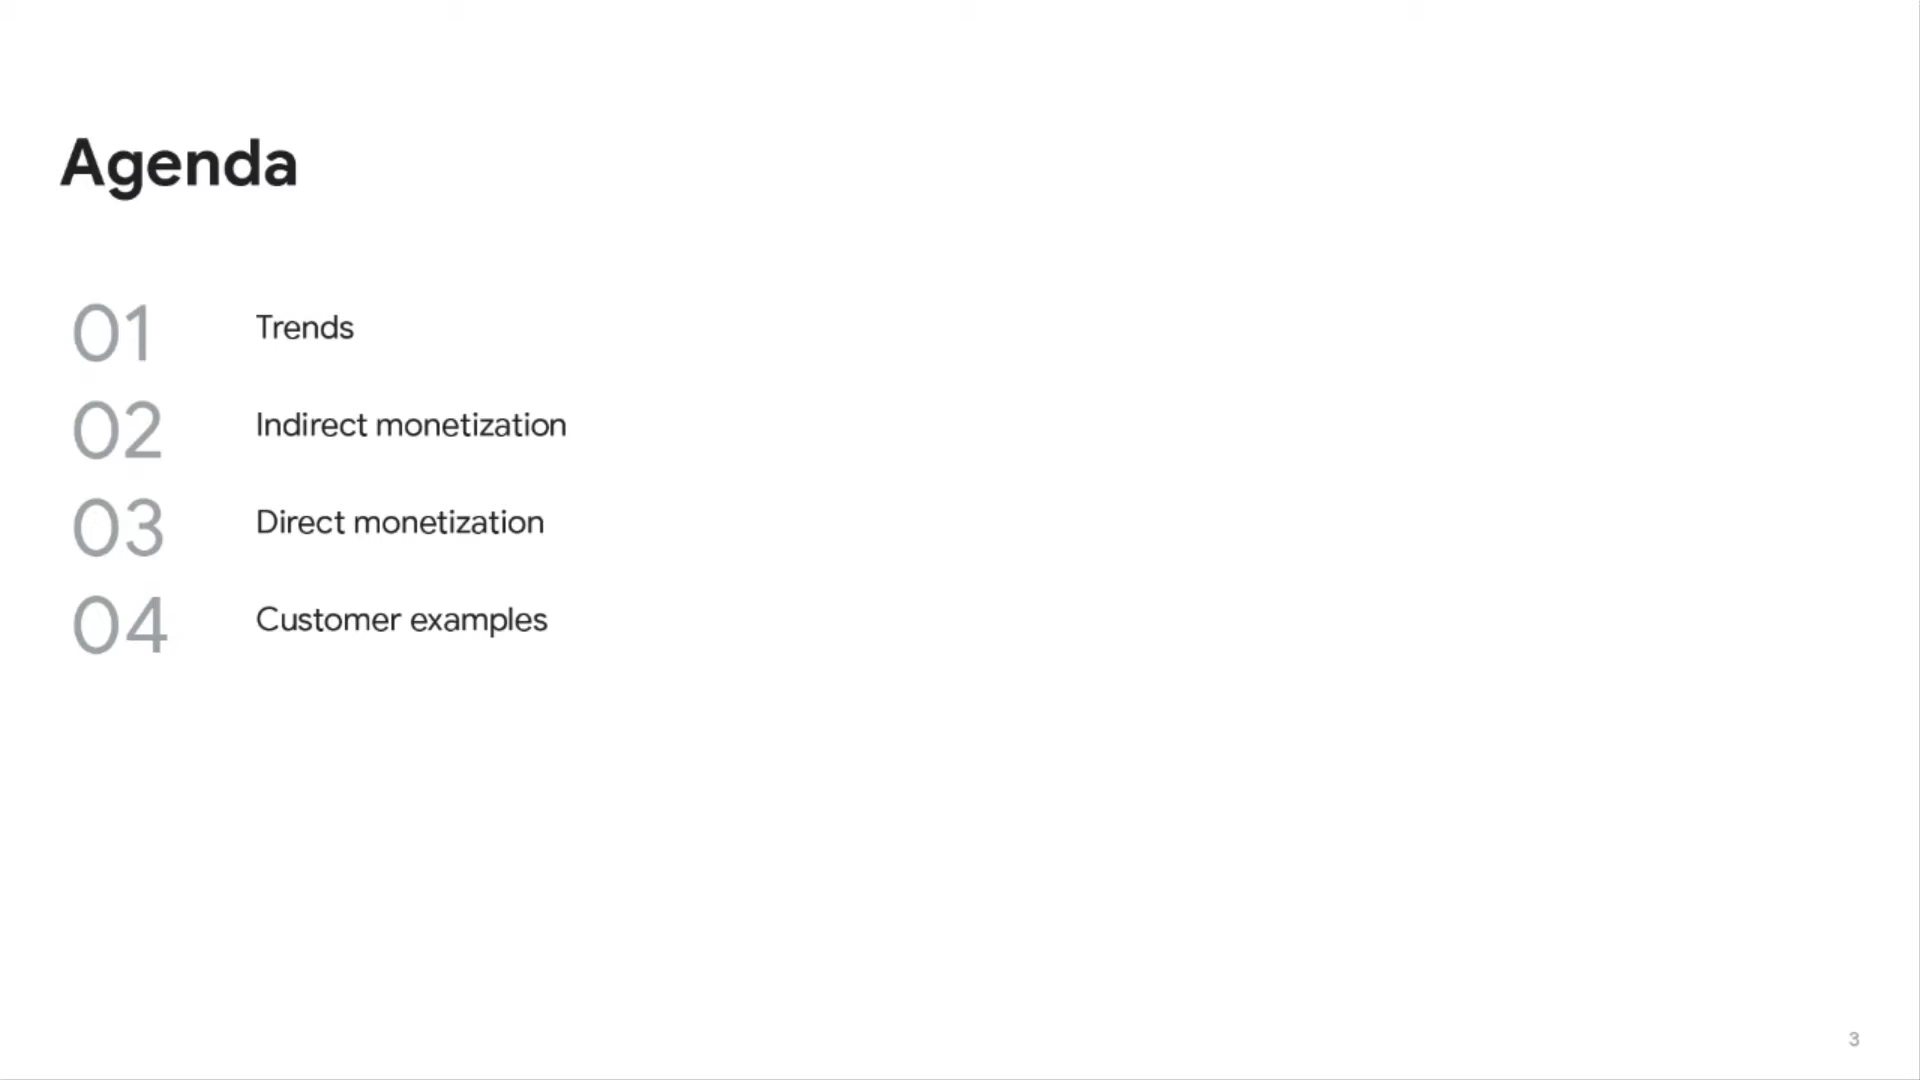 Agenda
01 Trends
02 Indirect monetization
03 Direct monetization
04 Customer examples
3